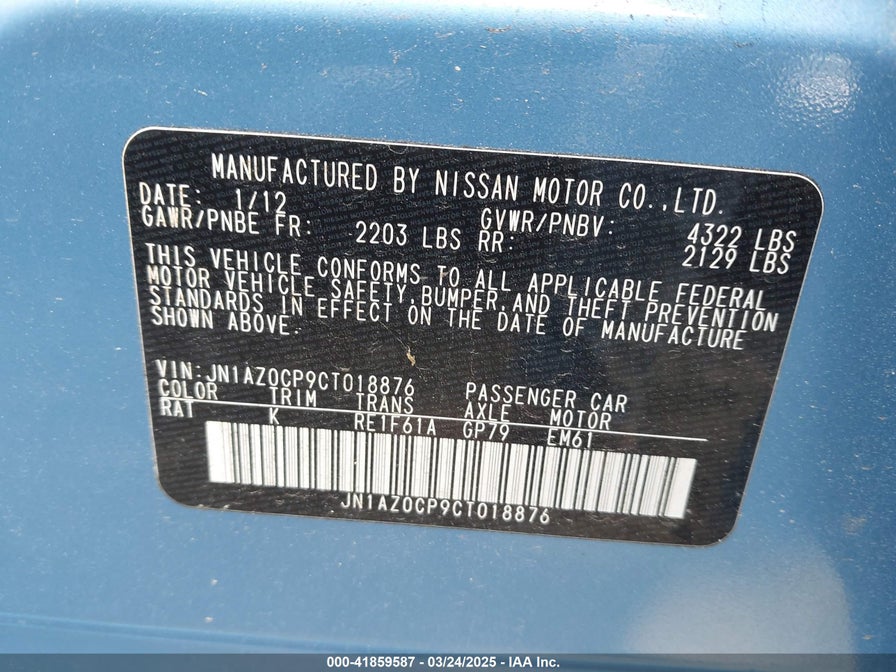 MANUFACTURED BY NISSAN MOTOR CO.,LTD.
DATE: 1/12 GVWR/PNBV: 4322 LBS
GAWR/PNBE FR: 2203 LBS RR: 2129 LBS
THIS VEHICLE CONFORMS TO ALL APPLICABLE FEDERAL
MOTOR VEHICLE SAFETY,BUMPER,AND THEFT PREVENTION
STANDARDS IN EFFECT ON THE DATE OF MANUFACTURE
SHOWN ABOVE.
VIN:JN1AZ0CP9CT018876 PASSENGER CAR
COLOR TRIM TRANS AXLE MOTOR
RAT K RE1F61A GP79 EM61
JN1AZ0CP9CT018876
000-41859587 - 03/24/2025 - IAA Inc.